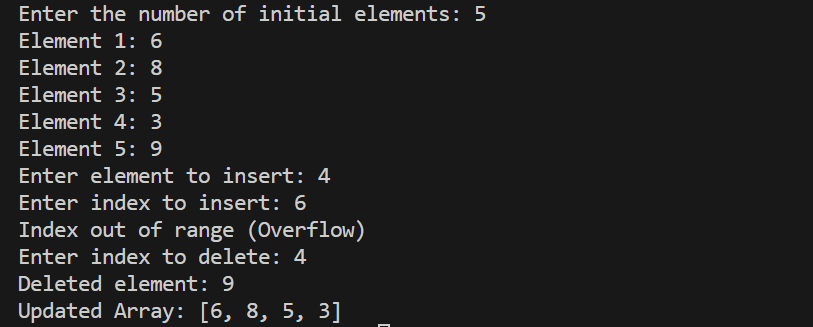 Enter the number of initial elements: 5
Element 1: 6
Element 2: 8
Element 3: 5
Element 4: 3
Element 5: 9
Enter element to insert: 4
Enter index to insert: 6
Index out of range (Overflow)
Enter index to delete: 4
Deleted element: 9
Updated Array: [6, 8, 5, 3]